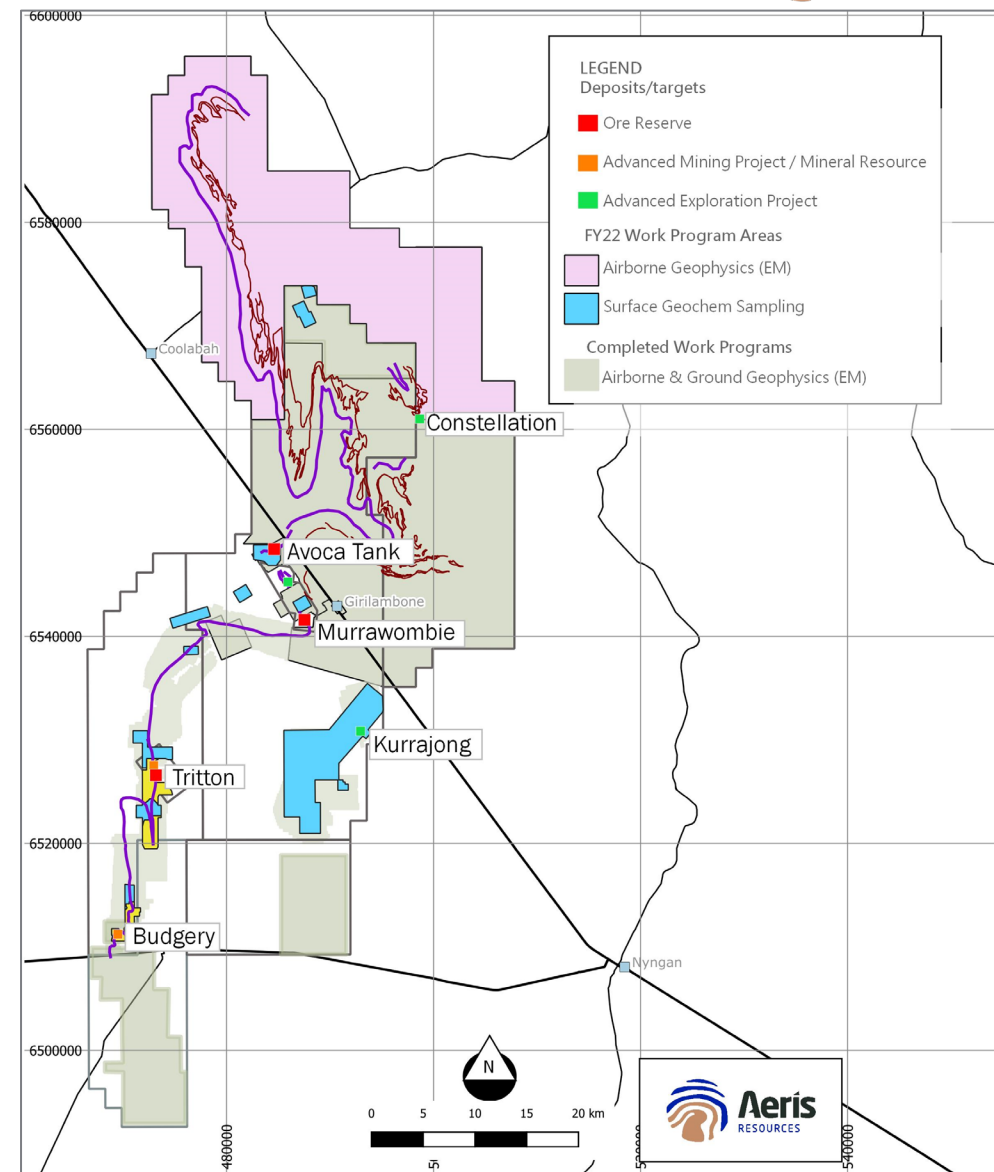 6600000
LEGEND
Deposits/targets
Ore Reserve
Advanced Mining Project / Mineral Resource
Advanced Exploration Project
6580000
FY22 Work Program Areas
Airborne Geophysics (EM)
Surface Geochem Sampling
Coolabah
Completed Work Programs
Airborne & Ground Geophysics (EM)
Constellation
6560000
Avoca Tank
Girilambone
Murrawombie
6540000
Kurrajong
Tritton
6520000
Budgery
Nyngan
6500000
N
0 5 10 15 20 km
Aeris
RESOURCES
480000
540000